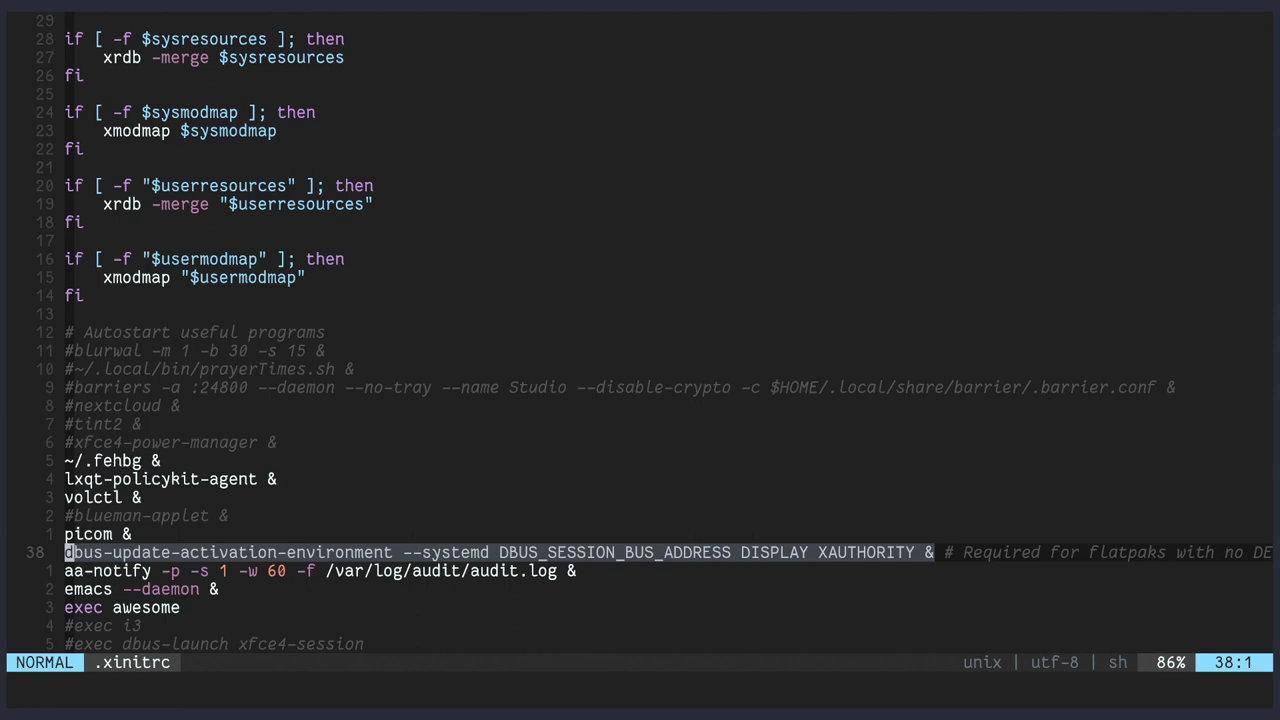 29
28 if [ -f $sysresources ]; then
27     xrdb -merge $sysresources
26 fi
25
24 if [ -f $sysmodmap ]; then
23     xmodmap $sysmodmap
22 fi
21
20 if [ -f "$userresources" ]; then
19     xrdb -merge "$userresources"
18 fi
17
16 if [ -f "$usermodmap" ]; then
15     xmodmap "$usermodmap"
14 fi
13
12 # Autostart useful programs
11 #blurwal -m 1 -b 30 -s 15 &
10 #~/.local/bin/prayerTimes.sh &
9 #barriers -a :24800 --daemon --no-tray --name Studio --disable-crypto -c $HOME/.local/share/barrier/.barrier.conf &
8 #nextcloud &
7 #tint2 &
6 #xfce4-power-manager &
5 ~/.fehbg &
4 lxqt-policykit-agent &
3 volctl &
2 #blueman-applet &
1 picom &
38 dbus-update-activation-environment --systemd DBUS_SESSION_BUS_ADDRESS DISPLAY XAUTHORITY & # Required for flatpaks with no DE
1 aa-notify -p -s 1 -w 60 -f /var/log/audit/audit.log &
2 emacs --daemon &
3 exec awesome
4 #exec i3
5 #exec dbus-launch xfce4-session
NORMAL .xinitrc unix | utf-8 | sh 86% 38:1